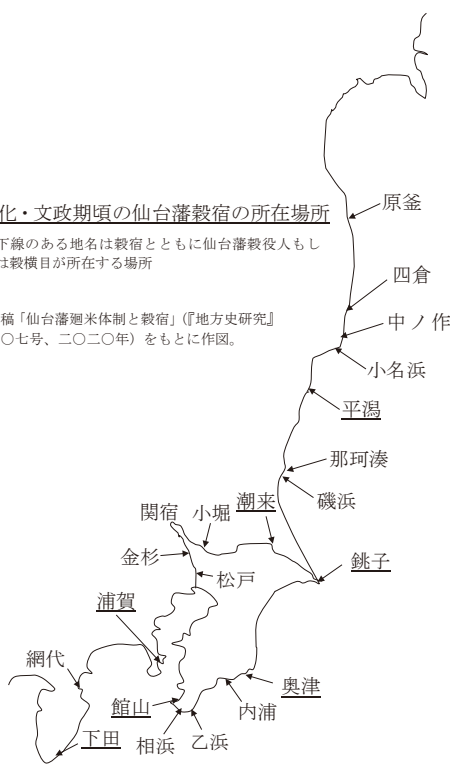 化・文政期頃の仙台藩穀宿の所在場所
下線のある地名は穀宿とともに仙台藩穀役人もし
は穀横目が所在する場所
稿「仙台藩廻米体制と穀宿」(『地方史研究』
〇七号、二〇二〇年）をもとに作図。
原釜
四倉
中ノ作
小名浜
平潟
那珂湊
磯浜
潮来
関宿
小堀
銚子
金杉
松戸
浦賀
網代
奥津
館山
内浦
下田
相浜
乙浜